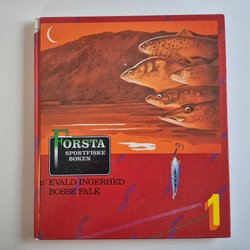 FÖRSTA
SPORTFISKE
BOKEN
n' EVALD INGERHED
BOSSE FALK
1